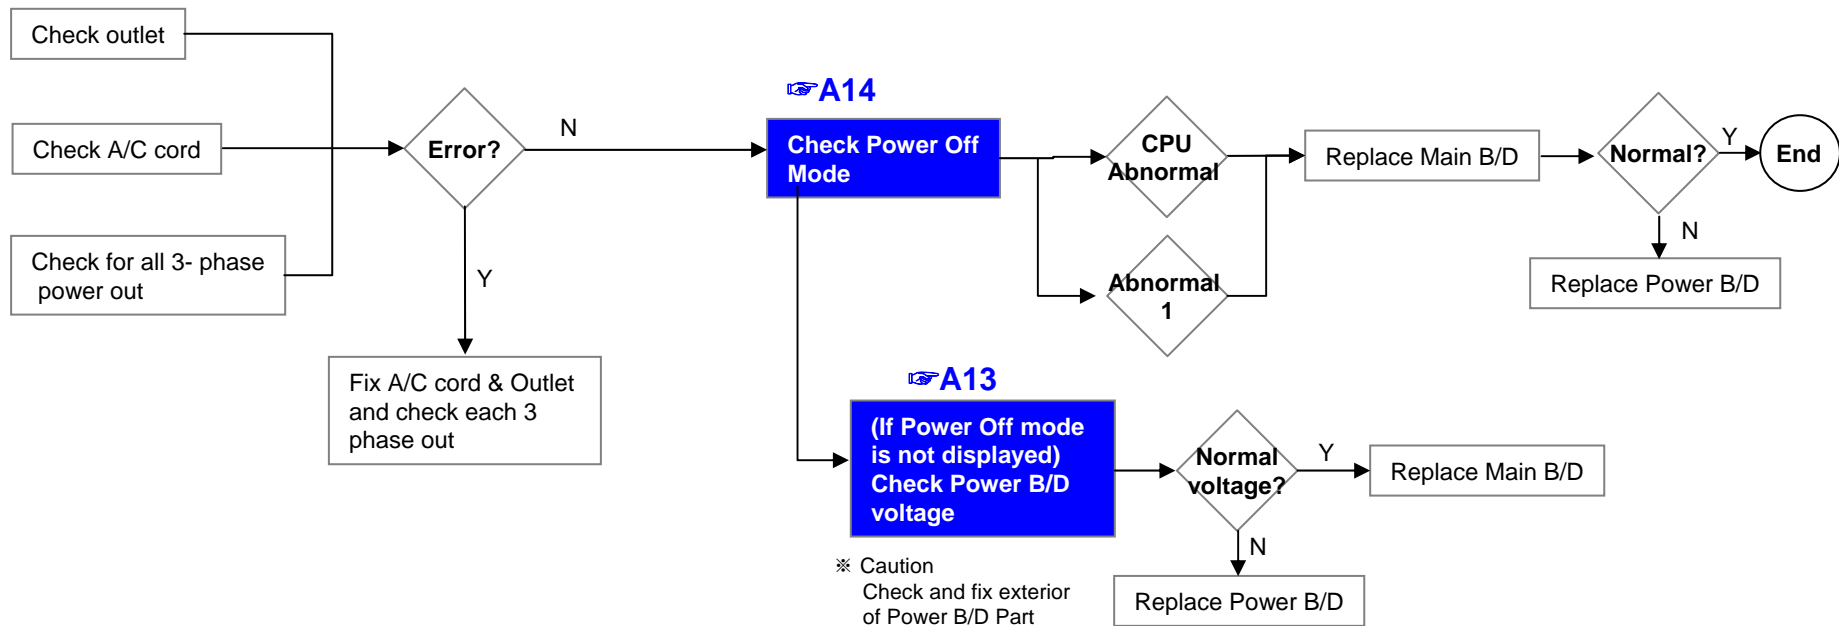 Check outlet
Check A/C cord
Check for all 3- phase
power out
Error?
N
Y
Fix A/C cord & Outlet
and check each 3
phase out
☞A14
Check Power Off
Mode
CPU
Abnormal
Abnormal
1
Replace Main B/D
Normal?
Y
End
N
Replace Power B/D
☞A13
(If Power Off mode
is not displayed)
Check Power B/D
voltage
※ Caution
Check and fix exterior
of Power B/D Part
Normal
voltage?
Y
Replace Main B/D
N
Replace Power B/D